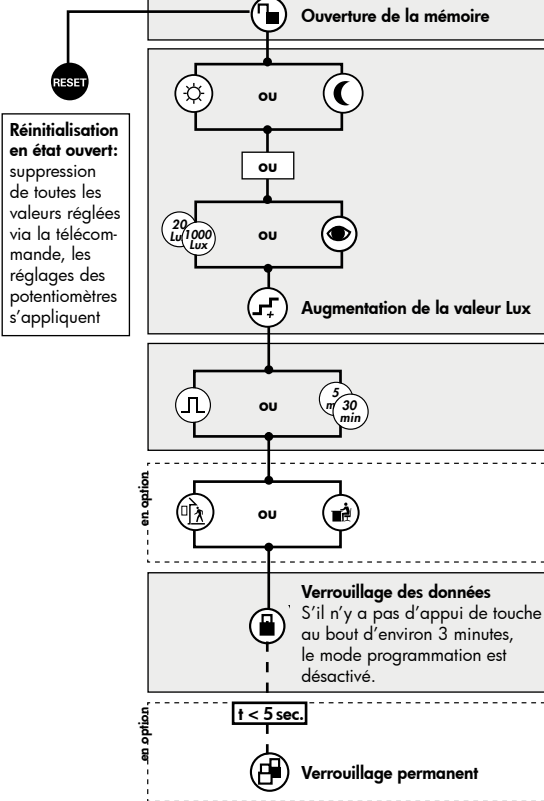 Ouverture de la mémoire
RESET
Réinitialisation
en état ouvert:
suppression
de toutes les
valeurs réglées
via la télécom-
mande, les
réglages des
potentiomètres
s'appliquent
ou
ou
20
Lu
1000
Lux
ou
+
Augmentation de la valeur Lux
ou
5
m
30
min
en option
ou
Verrouillage des données
S'il n'y a pas d'appui de touche
au bout d'environ 3 minutes,
le mode programmation est
désactivé.
en option
t < 5 sec.
Verrouillage permanent